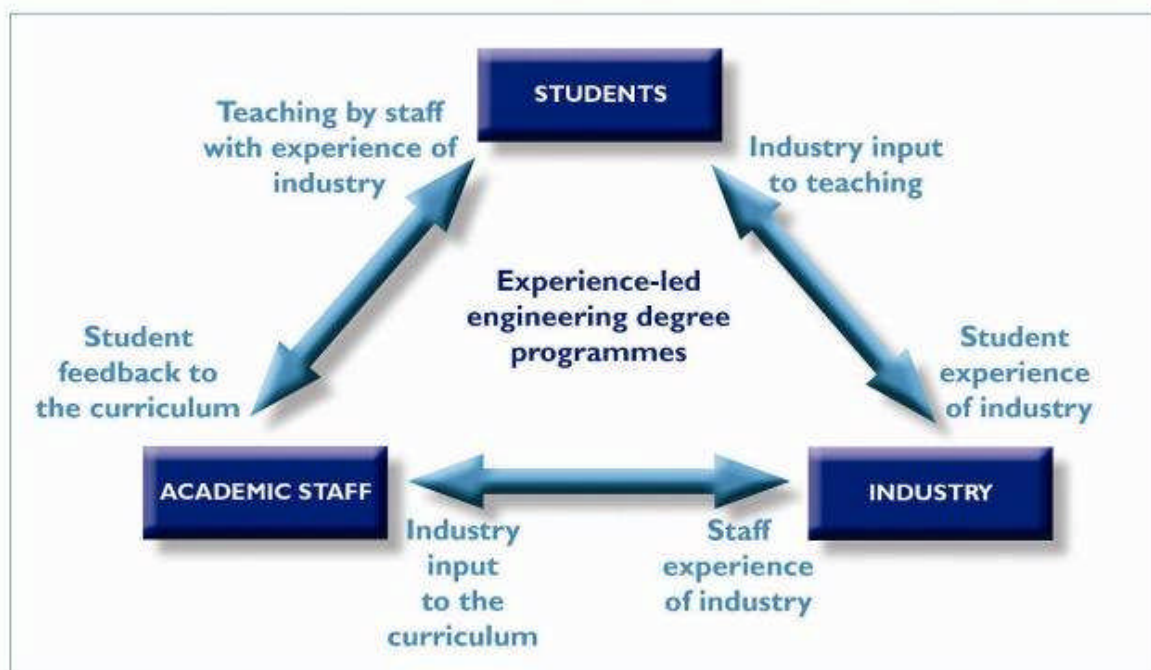 STUDENTS
Teaching by staff
with experience of
industry
Industry input
to teaching
Experience-led
engineering degree
programmes
Student
feedback to
the curriculum
Student
experience
of industry
ACADEMIC STAFF
INDUSTRY
Industry
input
to the
curriculum
Staff
experience
of industry